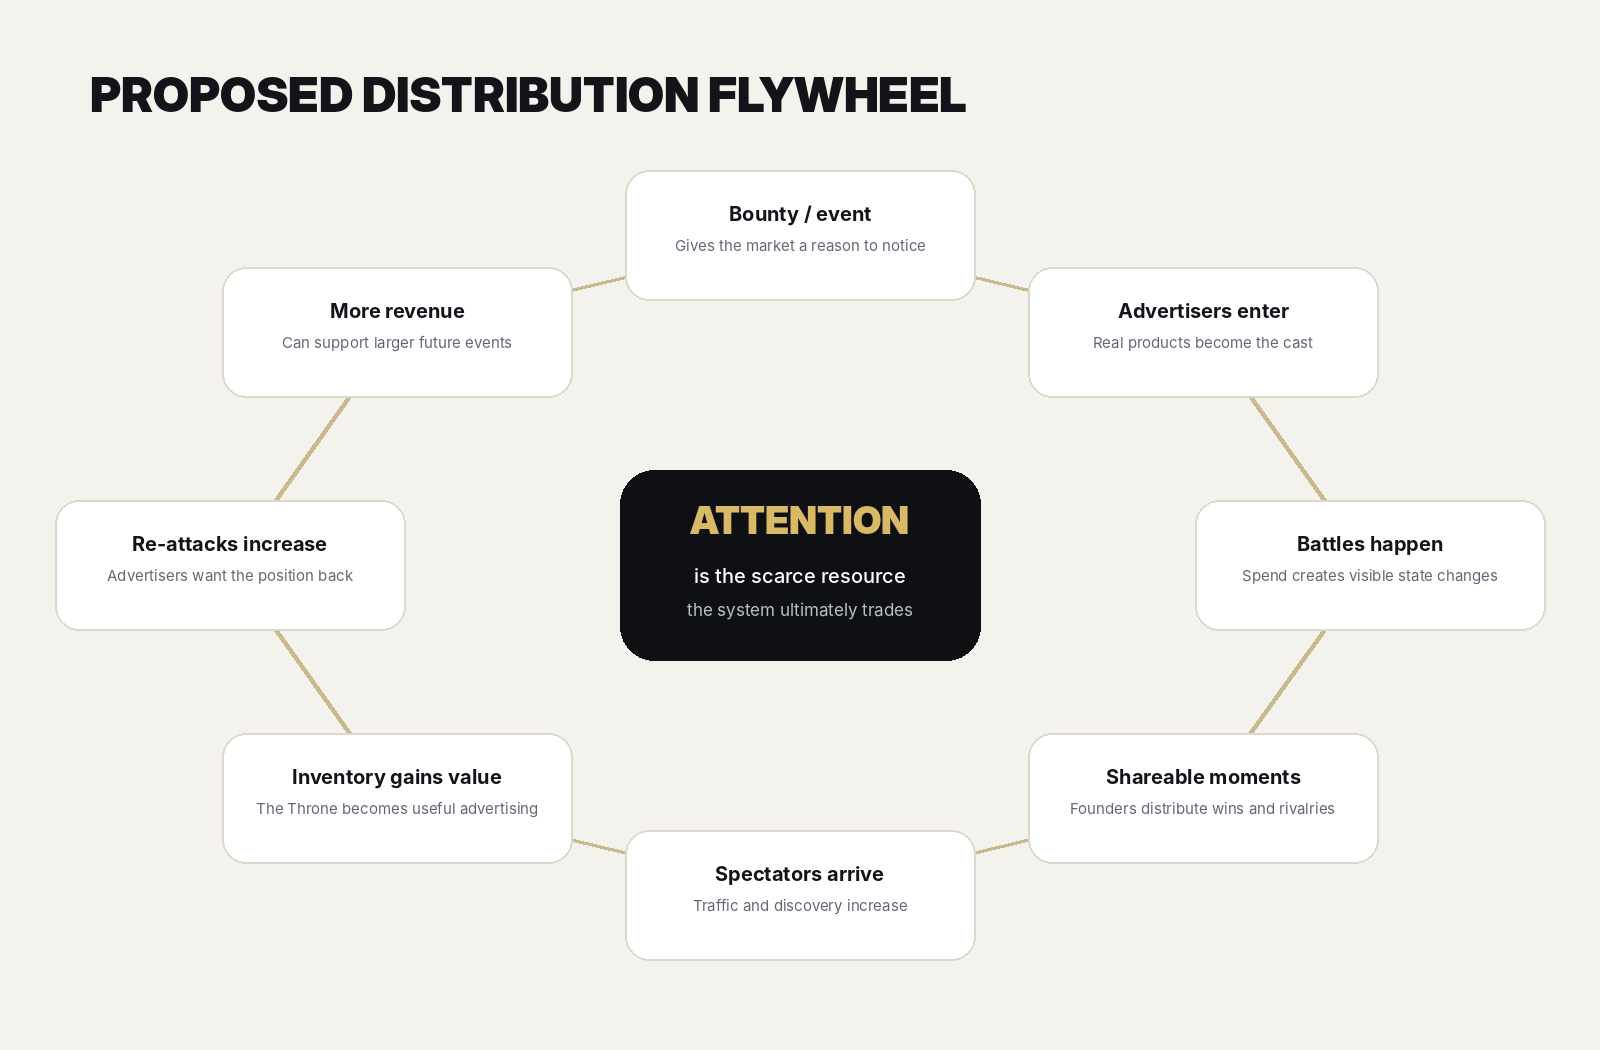 PROPOSED DISTRIBUTION FLYWHEEL
Bounty / event
Gives the market a reason to notice
Advertisers enter
Real products become the cast
Battles happen
Spend creates visible state changes
Shareable moments
Founders distribute wins and rivalries
Spectators arrive
Traffic and discovery increase
Inventory gains value
The Throne becomes useful advertising
Re-attacks increase
Advertisers want the position back
More revenue
Can support larger future events
ATTENTION
is the scarce resource
the system ultimately trades